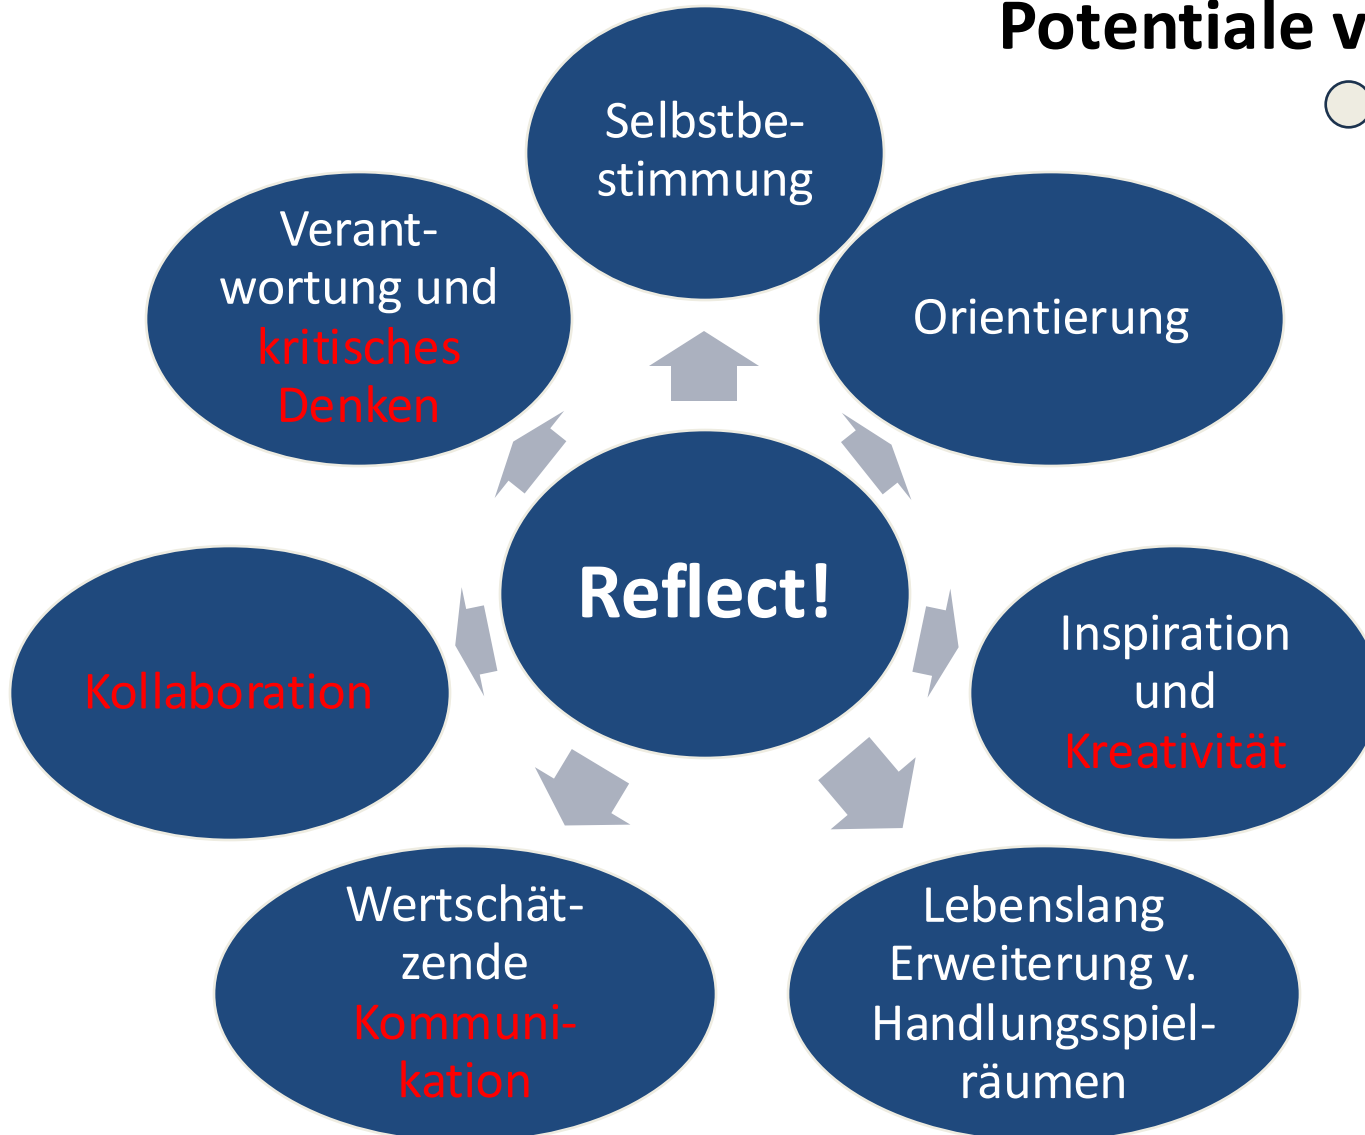 Potentiale v
Selbstbe-
stimmung
Orientierung
Inspiration
und
Kreativität
Lebenslang
Erweiterung v.
Handlungsspiel-
räumen
Wertschät-
zende
Kommuni-
kation
Kollaboration
Verant-
wortung und
kritisches
Denken
Reflect!